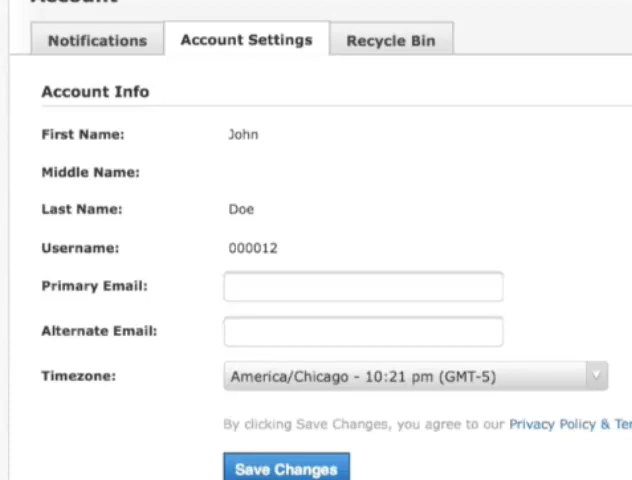 Account
Notifications
Account Settings
Recycle Bin
Account Info
First Name: John
Middle Name:
Last Name: Doe
Username: 000012
Primary Email:
Alternate Email:
Timezone: America/Chicago - 10:21 pm (GMT-5)
By clicking Save Changes, you agree to our Privacy Policy &
Save Changes